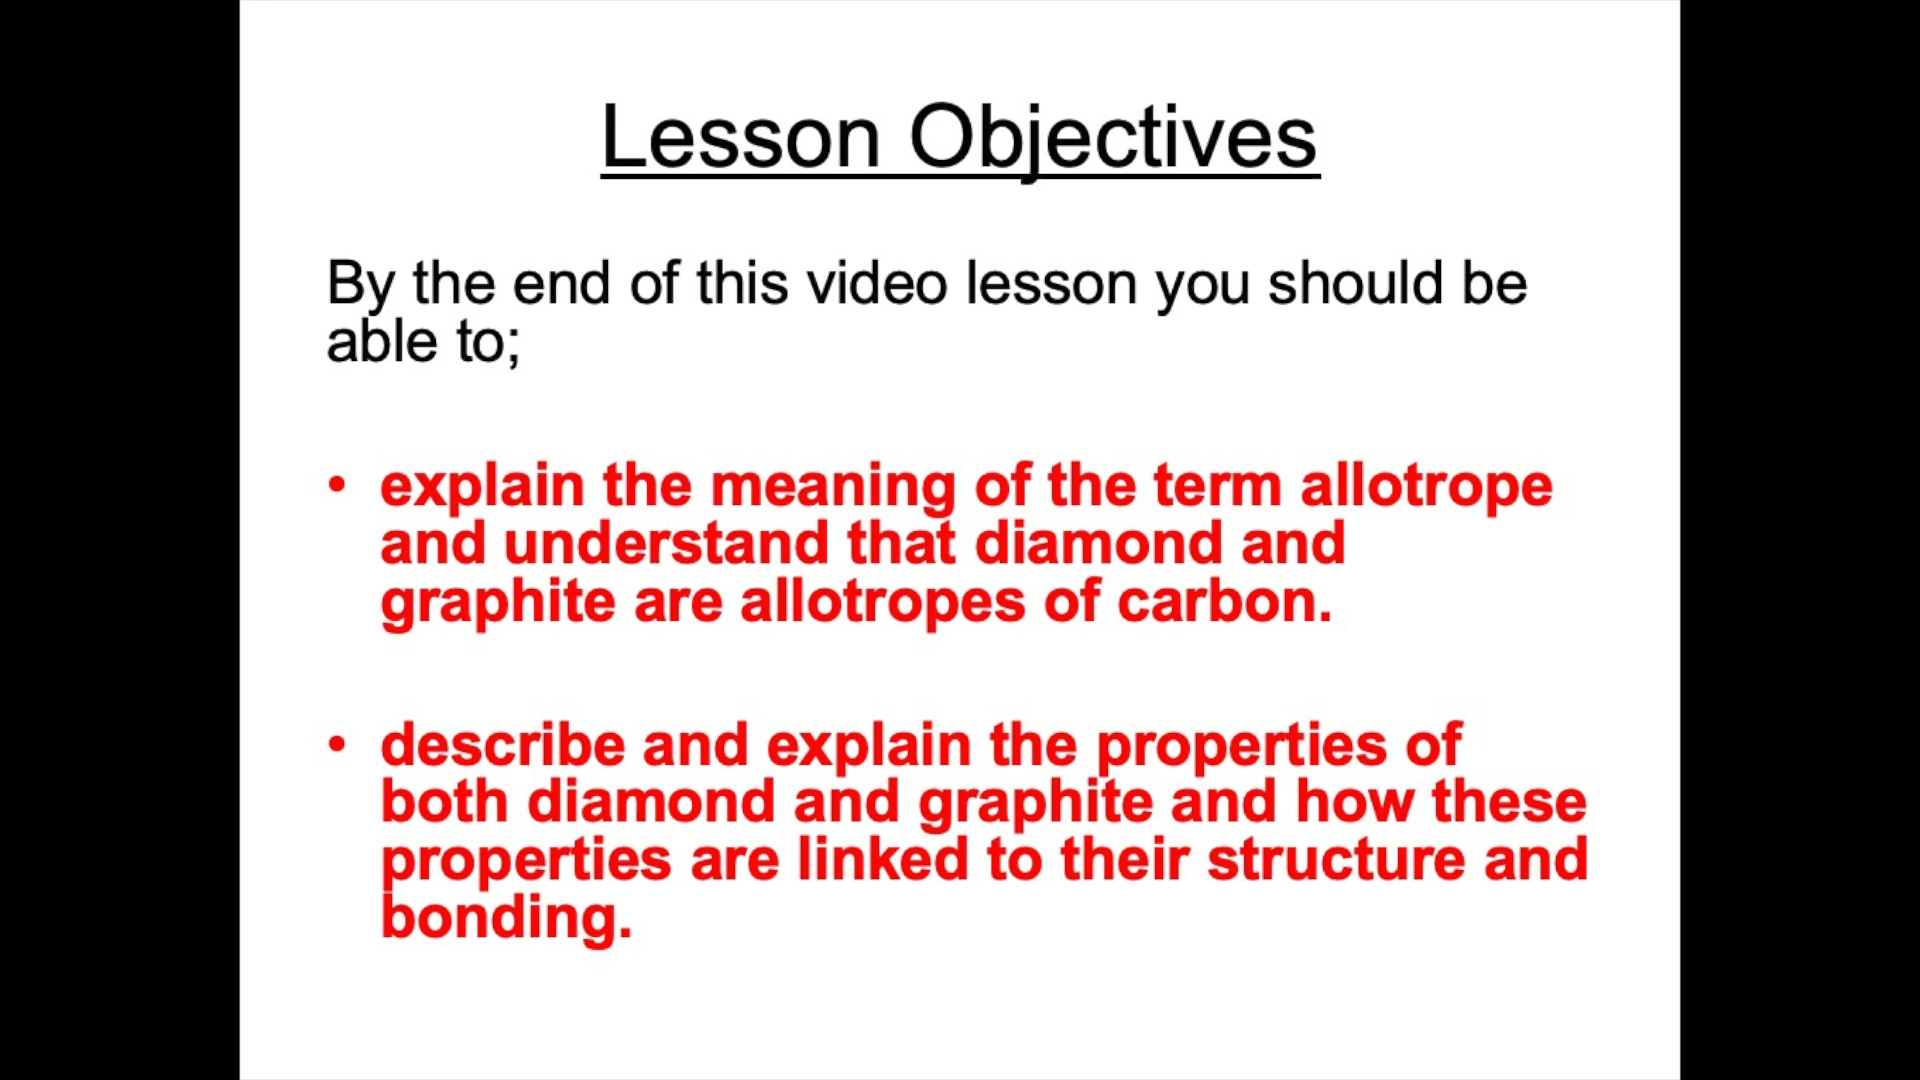 Lesson Objectives
By the end of this video lesson you should be
able to;
• explain the meaning of the term allotrope
and understand that diamond and
graphite are allotropes of carbon.
• describe and explain the properties of
both diamond and graphite and how these
properties are linked to their structure and
bonding.